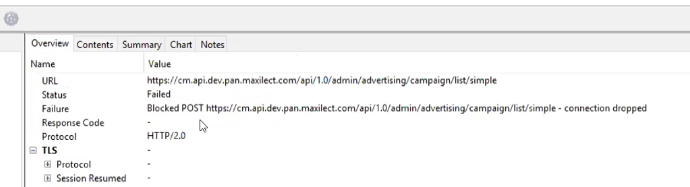 Overview Contents Summary Chart Notes
Name Value
URL https://cm.api.dev.pan.maxilect.com/api/1.0/admin/advertising/campaign/list/simple
Status Failed
Failure Blocked POST https://cm.api.dev.pan.maxilect.com/api/1.0/admin/advertising/campaign/list/simple - connection dropped
Response Code -
Protocol HTTP/2.0
TLS -
Protocol -
Session Resumed -